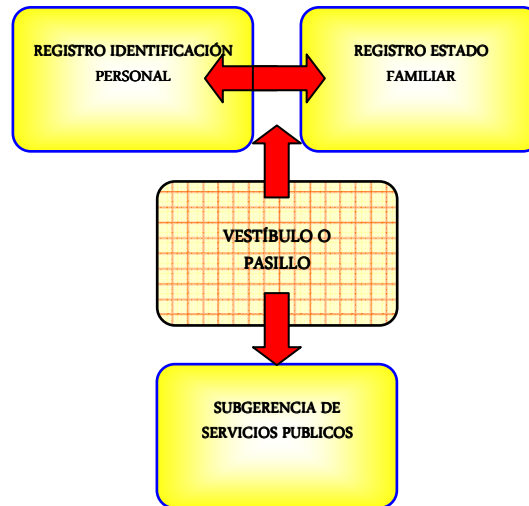 REGISTRO IDENTIFICACIÓN
PERSONAL
REGISTRO ESTADO
FAMILIAR
VESTÍBULO O
PASILLO
SUBGERENCIA DE
SERVICIOS PUBLICOS